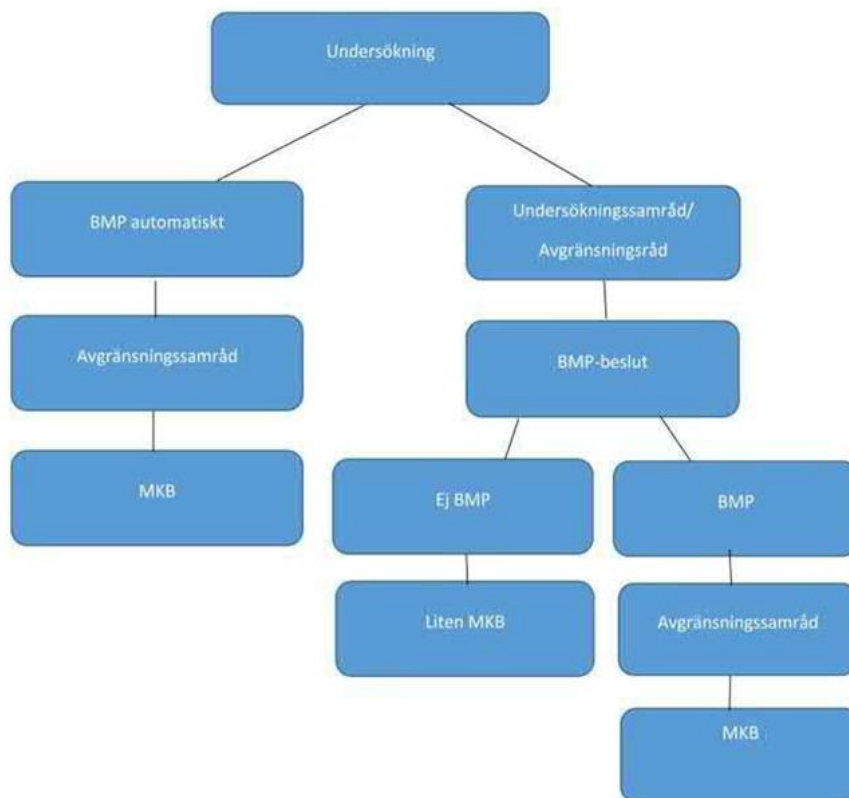 Undersökning
BMP automatiskt
Undersökningssamråd/
Avgränsningsråd
Avgränsningssamråd
BMP-beslut
MKB
Ej BMP
BMP
Liten MKB
Avgränsningssamråd
MKB